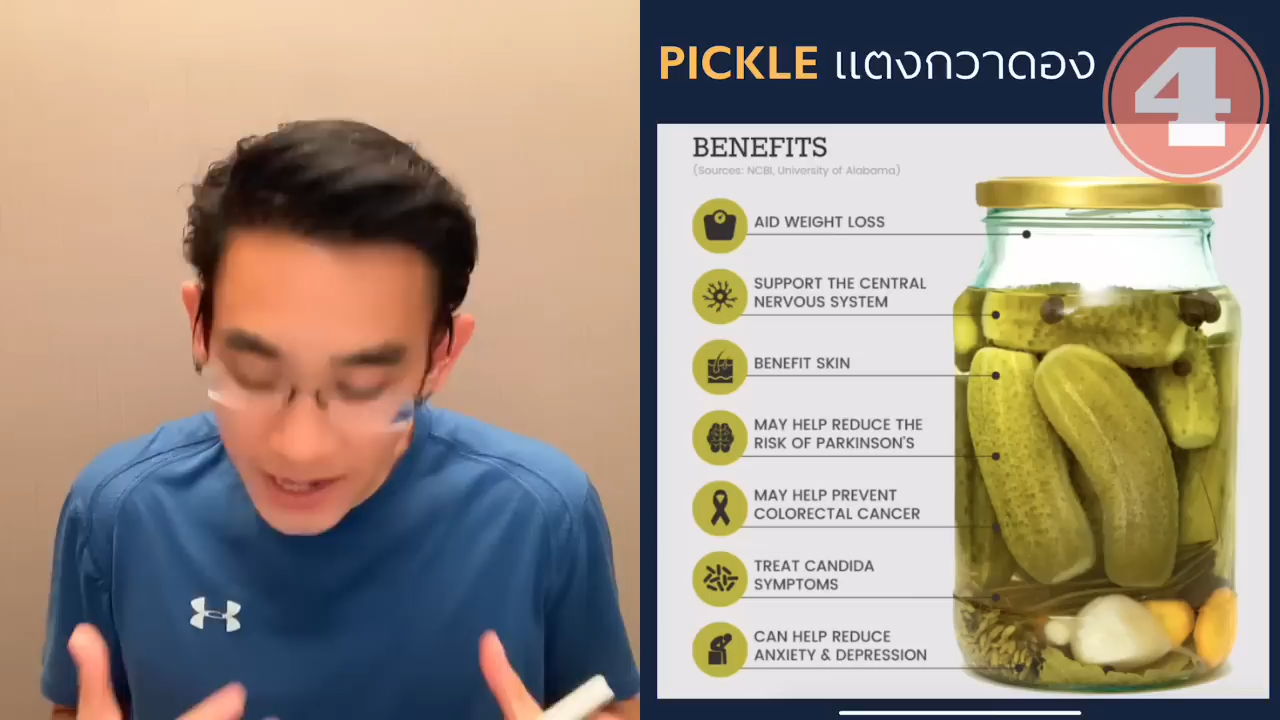 PICKLE แตงกวาดอง
4
BENEFITS
(Sources: NCBI, University of Alabama)
AID WEIGHT LOSS
SUPPORT THE CENTRAL
NERVOUS SYSTEM
BENEFIT SKIN
MAY HELP REDUCE THE
RISK OF PARKINSON'S
MAY HELP PREVENT
COLORECTAL CANCER
TREAT CANDIDA
SYMPTOMS
CAN HELP REDUCE
ANXIETY & DEPRESSION